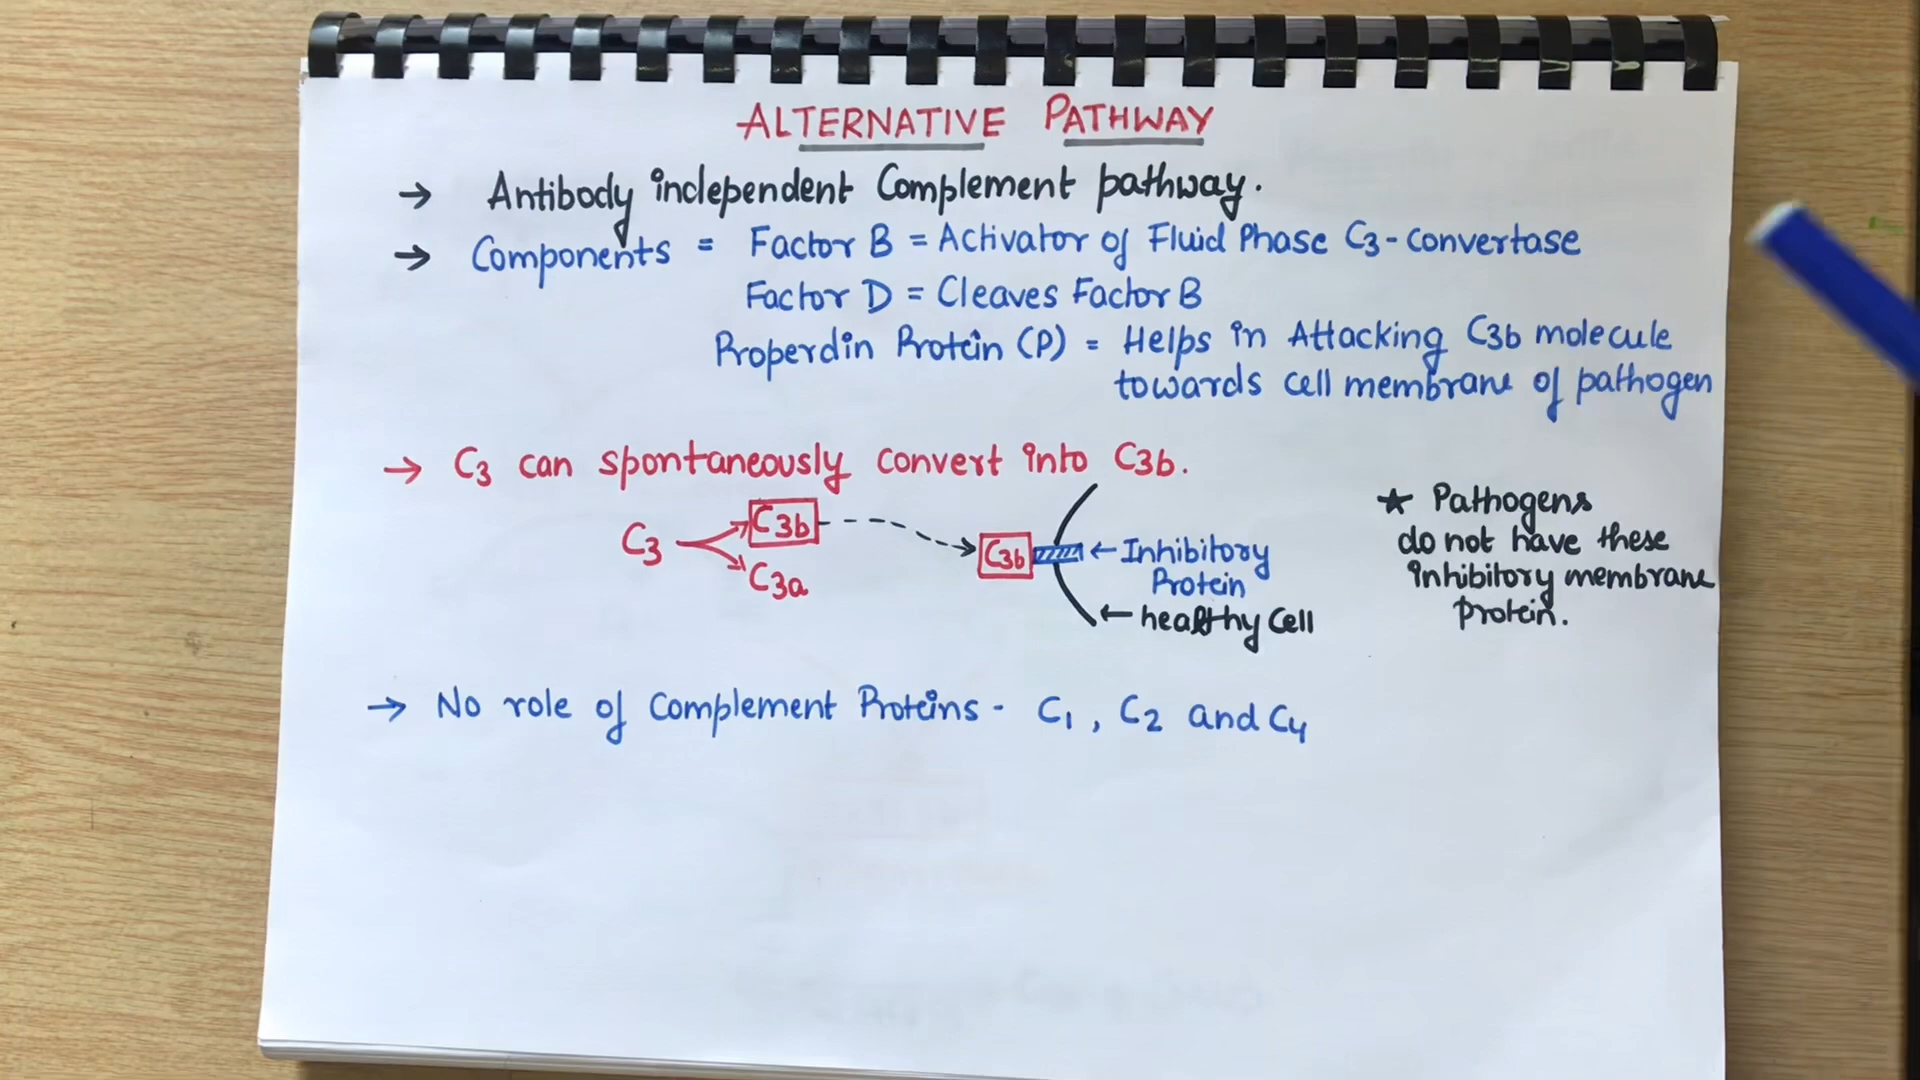 ALTERNATIVE PATHWAY
→ Antibody independent Complement pathway.
→ Components = Factor B = Activator of Fluid Phase C3-convertase
Factor D = Cleaves Factor B
Properdin Protein (P) = Helps in Attacking C3b molecule
towards cell membrane of pathogen
→ C3 can spontaneously convert into C3b.
C3
C3b
C3a
C3b
← Inhibitory
Protein
← healthy Cell
★ Pathogens
do not have these
inhibitory membrane
protein.
→ No role of Complement Proteins - C1, C2 and C4